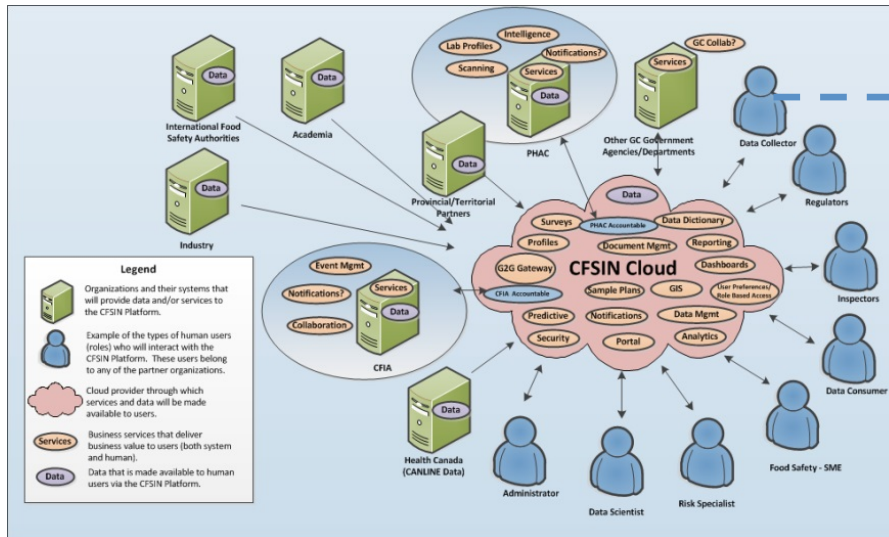 Intelligence
Lab Profiles
Notifications?
Scanning
Services
Data
PHAC
GC Collab?
Services
Other GC Government
Agencies/Departments
Data
International Food
Safety Authorities
Data
Academia
Data
Provincial/Territorial
Partners
Data
Industry
Data Collector
Regulators
Inspectors
Data Consumer
Food Safety - SME
Risk Specialist
Data Scientist
Administrator
Data
Surveys
PHAC Accountable
Data Dictionary
Profiles
Document Mgmt
Reporting
G2G Gateway
CFSIN Cloud
Dashboards
CFIA Accountable
Sample Plans
GIS
User Preferences/
Role Based Access
Predictive
Notifications
Data Mgmt
Security
Portal
Analytics
Event Mgmt
Notifications?
Services
Data
Collaboration
CFIA
Data
Health Canada
(CANLINE Data)
Legend
Organizations and their systems that
will provide data and/or services to
the CFSIN Platform.
Example of the types of human users
(roles) who will interact with the
CFSIN Platform. These users belong
to any of the partner organizations.
Cloud provider through which
services and data will be made
available to users.
Services
Business services that deliver
business value to users (both system
and human).
Data
Data that is made available to human
users via the CFSIN Platform.